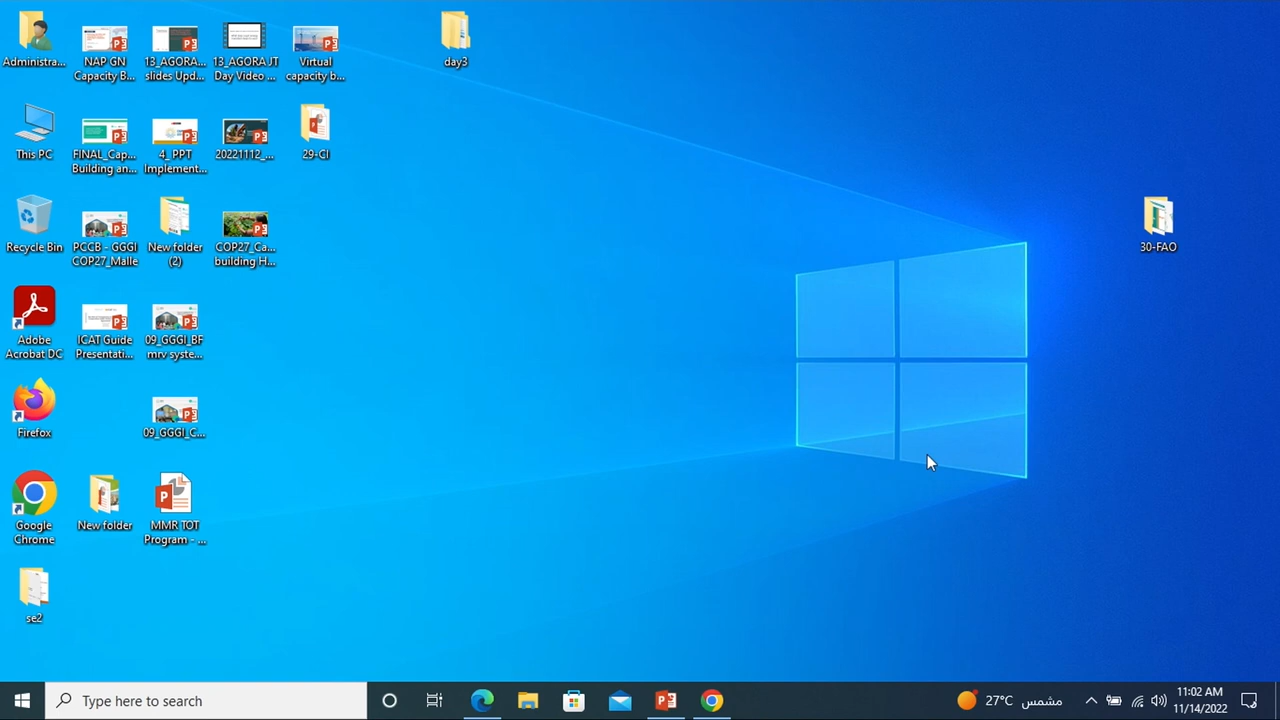 Administra...
NAP GN
Capacity B...
13_AGORA...
slides Upd...
13_AGORA JT
Day Video ...
Virtual
capacity b...
day3
This PC
FINAL_Cap...
Building an...
4_ PPT
Implement...
20221112_...
29-CI
Recycle Bin
PCCB - GGGI
COP27_Malle
New folder
(2)
COP27_Ca...
building H...
30-FAO
Adobe
Acrobat DC
ICAT Guide
Presentati...
09_GGGI_BF
mrv syste...
Firefox
09_GGGI_C...
Google
Chrome
New folder
MMR TOT
Program - ...
se2
Type here to search
27°C مشمس
11:02 AM
11/14/2022